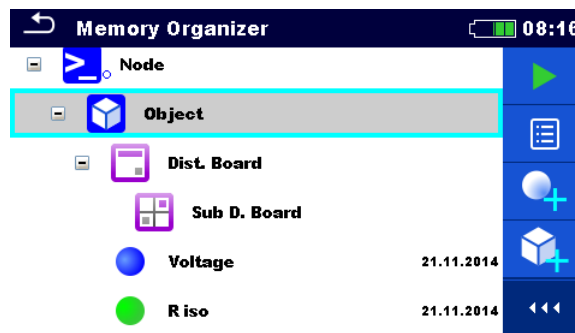 Memory Organizer 08:16
Node
Object
Dist. Board
Sub D. Board
Voltage 21.11.2014
R iso 21.11.2014